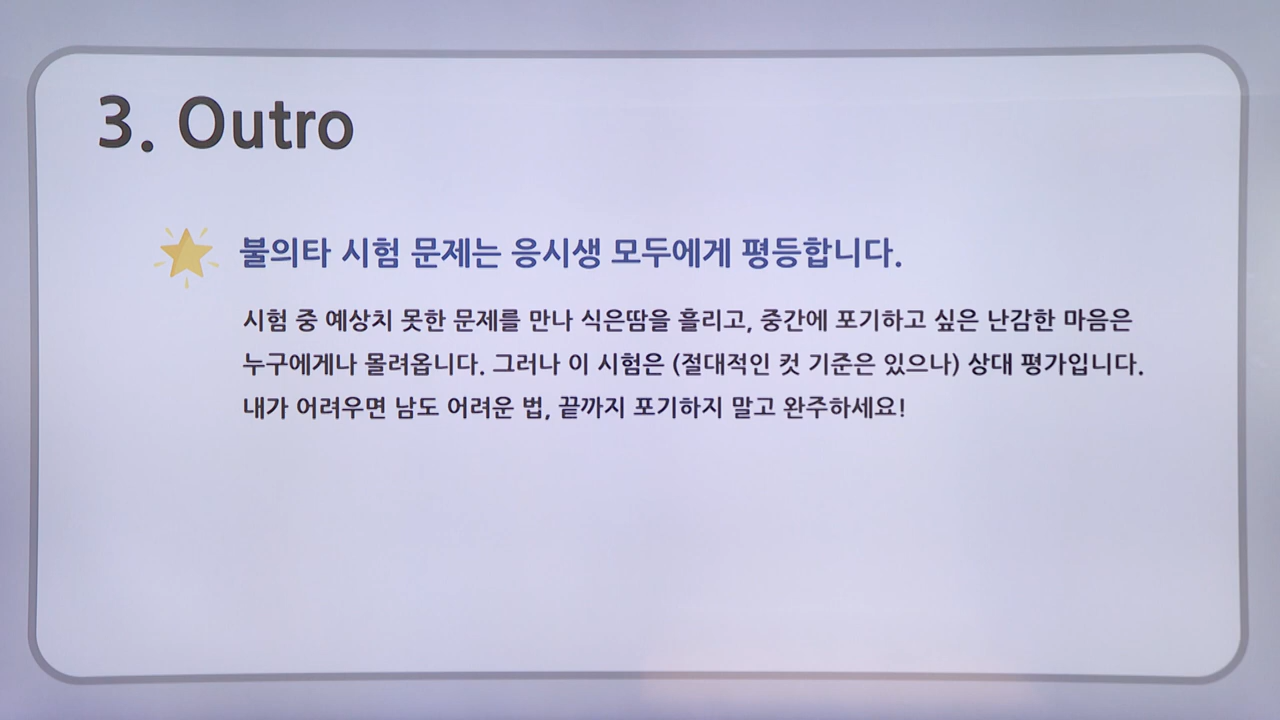 3. Outro
불의타 시험 문제는 응시생 모두에게 평등합니다.
시험 중 예상치 못한 문제를 만나 식은땀을 흘리고, 중간에 포기하고 싶은 난감한 마음은
누구에게나 몰려옵니다. 그러나 이 시험은 (절대적인 컷 기준은 있으나) 상대 평가입니다.
내가 어려우면 남도 어려운 법, 끝까지 포기하지 말고 완주하세요!